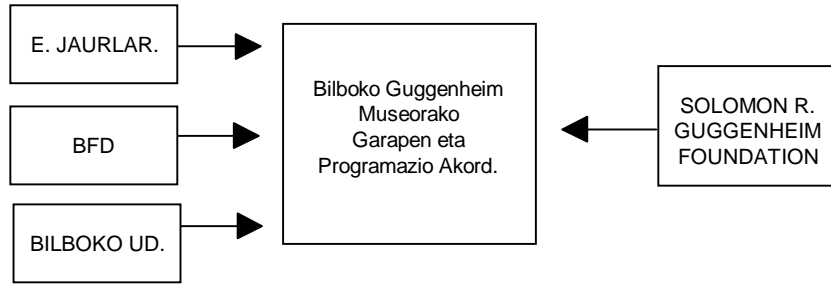 E. JAURLAR.
BFD
BILBOKO UD.
Bilboko Guggenheim
Museorako
Garapen eta
Programazio Akord.
SOLOMON R.
GUGGENHEIM
FOUNDATION